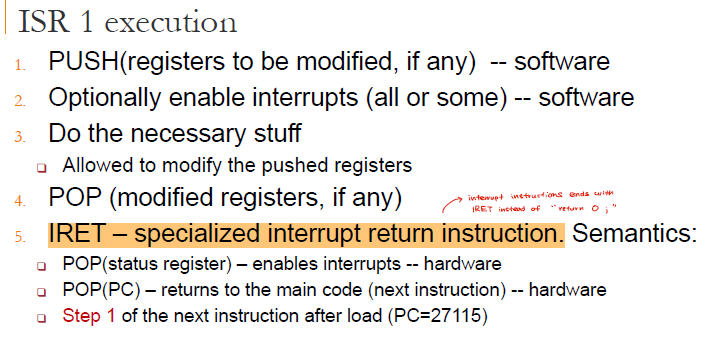 ISR 1 execution
1. PUSH(registers to be modified, if any) -- software
2. Optionally enable interrupts (all or some) -- software
3. Do the necessary stuff
❑ Allowed to modify the pushed registers
4. POP (modified registers, if any)
→ interrupt instructions ends with
IRET instead of "return 0 ;"
5. IRET – specialized interrupt return instruction. Semantics:
❑ POP(status register) – enables interrupts -- hardware
❑ POP(PC) – returns to the main code (next instruction) -- hardware
❑ Step 1 of the next instruction after load (PC=27115)